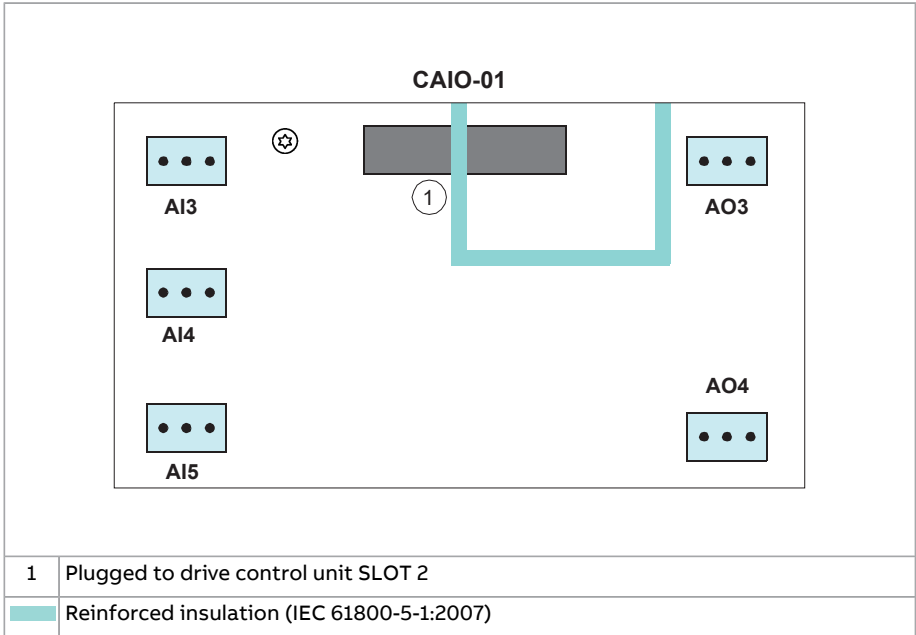 CAIO-01
AI3
1
AO3
AI4
AO4
AI5
1 Plugged to drive control unit SLOT 2
Reinforced insulation (IEC 61800-5-1:2007)